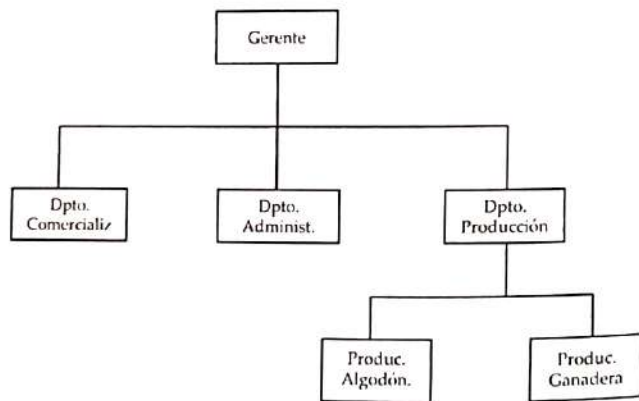 Gerente
Dpto.
Comercializ
Dpto.
Administ.
Dpto.
Producción
Produc.
Algodón.
Produc.
Ganadera